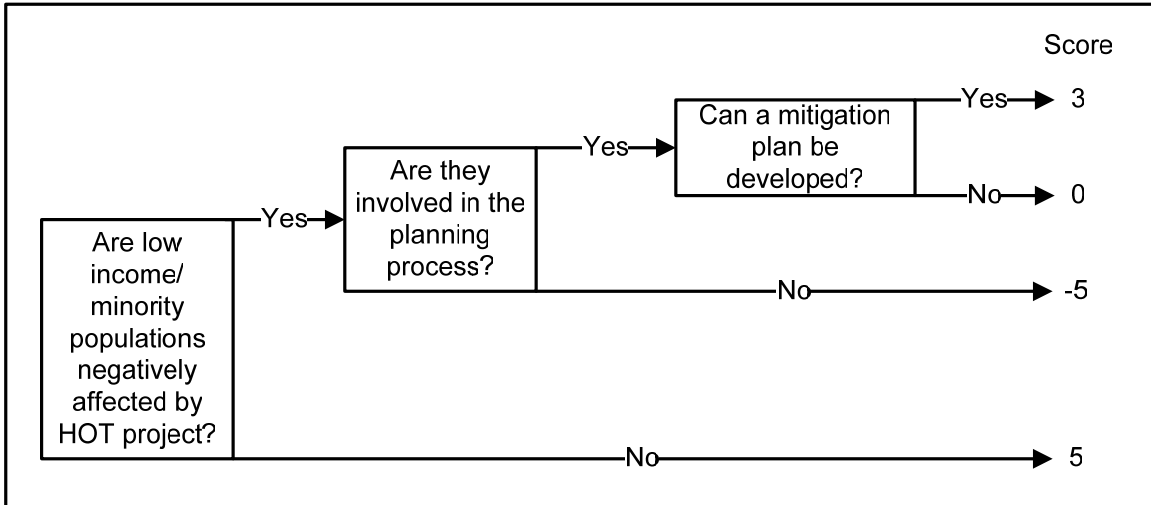 Score
Yes
3
Can a mitigation
plan be
developed?
Yes
No
0
Are they
involved in the
planning
process?
Yes
No
-5
Are low
income/
minority
populations
negatively
affected by
HOT project?
No
5